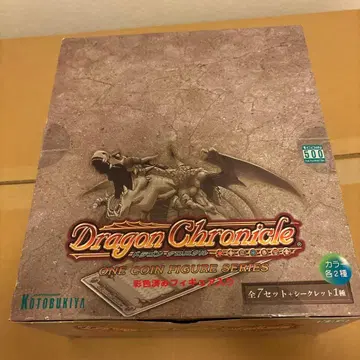 500
Dragon Chronicle
ONE COIN FIGURE SERIES
彩色済みフィギュア
カラー
各2種
KOTOBUKIYA
全7セット+シークレット1種